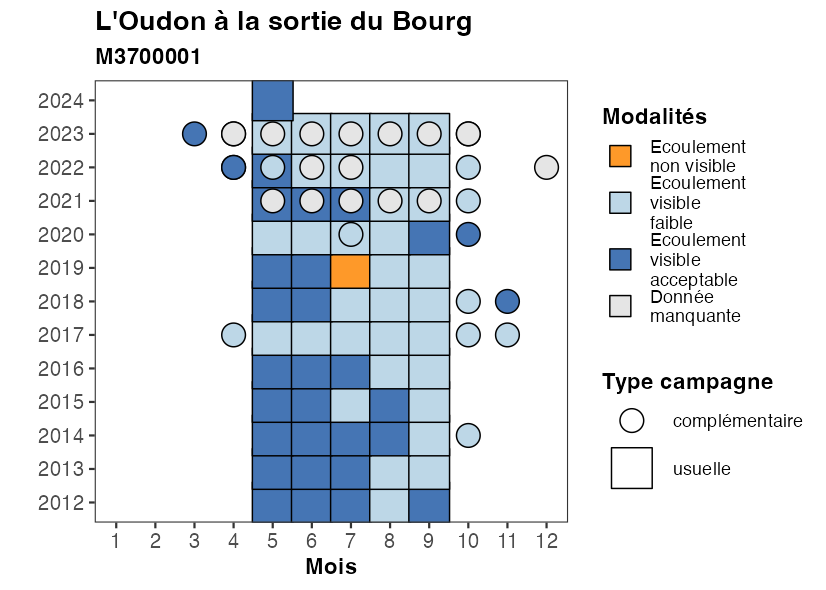 L'Oudon à la sortie du Bourg
M3700001
2024
2023
2022
2021
2020
2019
2018
2017
2016
2015
2014
2013
2012
1 2 3 4 5 6 7 8 9 10 11 12
Mois
Modalités
Ecoulement
non visible
Ecoulement
visible
faible
Ecoulement
visible
acceptable
Donnée
manquante
Type campagne
complémentaire
usuelle